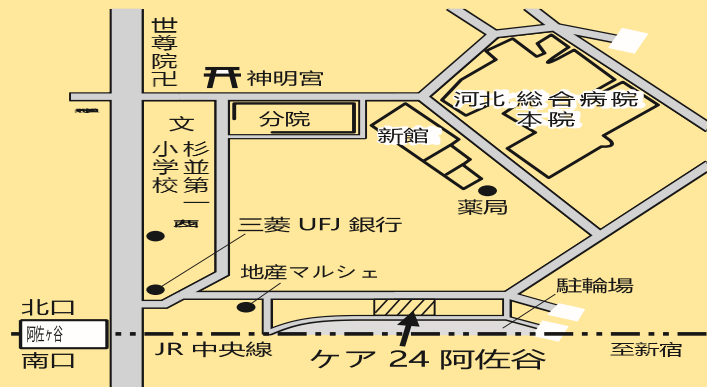 世尊院卍
神明宮
分院
河北 総合病院
本院
新館
文
杉並第一
小学校
薬局
三菱 UFJ 銀行
地産マルシェ
駐輪場
北口
阿佐ヶ谷
南口
JR 中央線
ケア 24 阿佐谷
至新宿